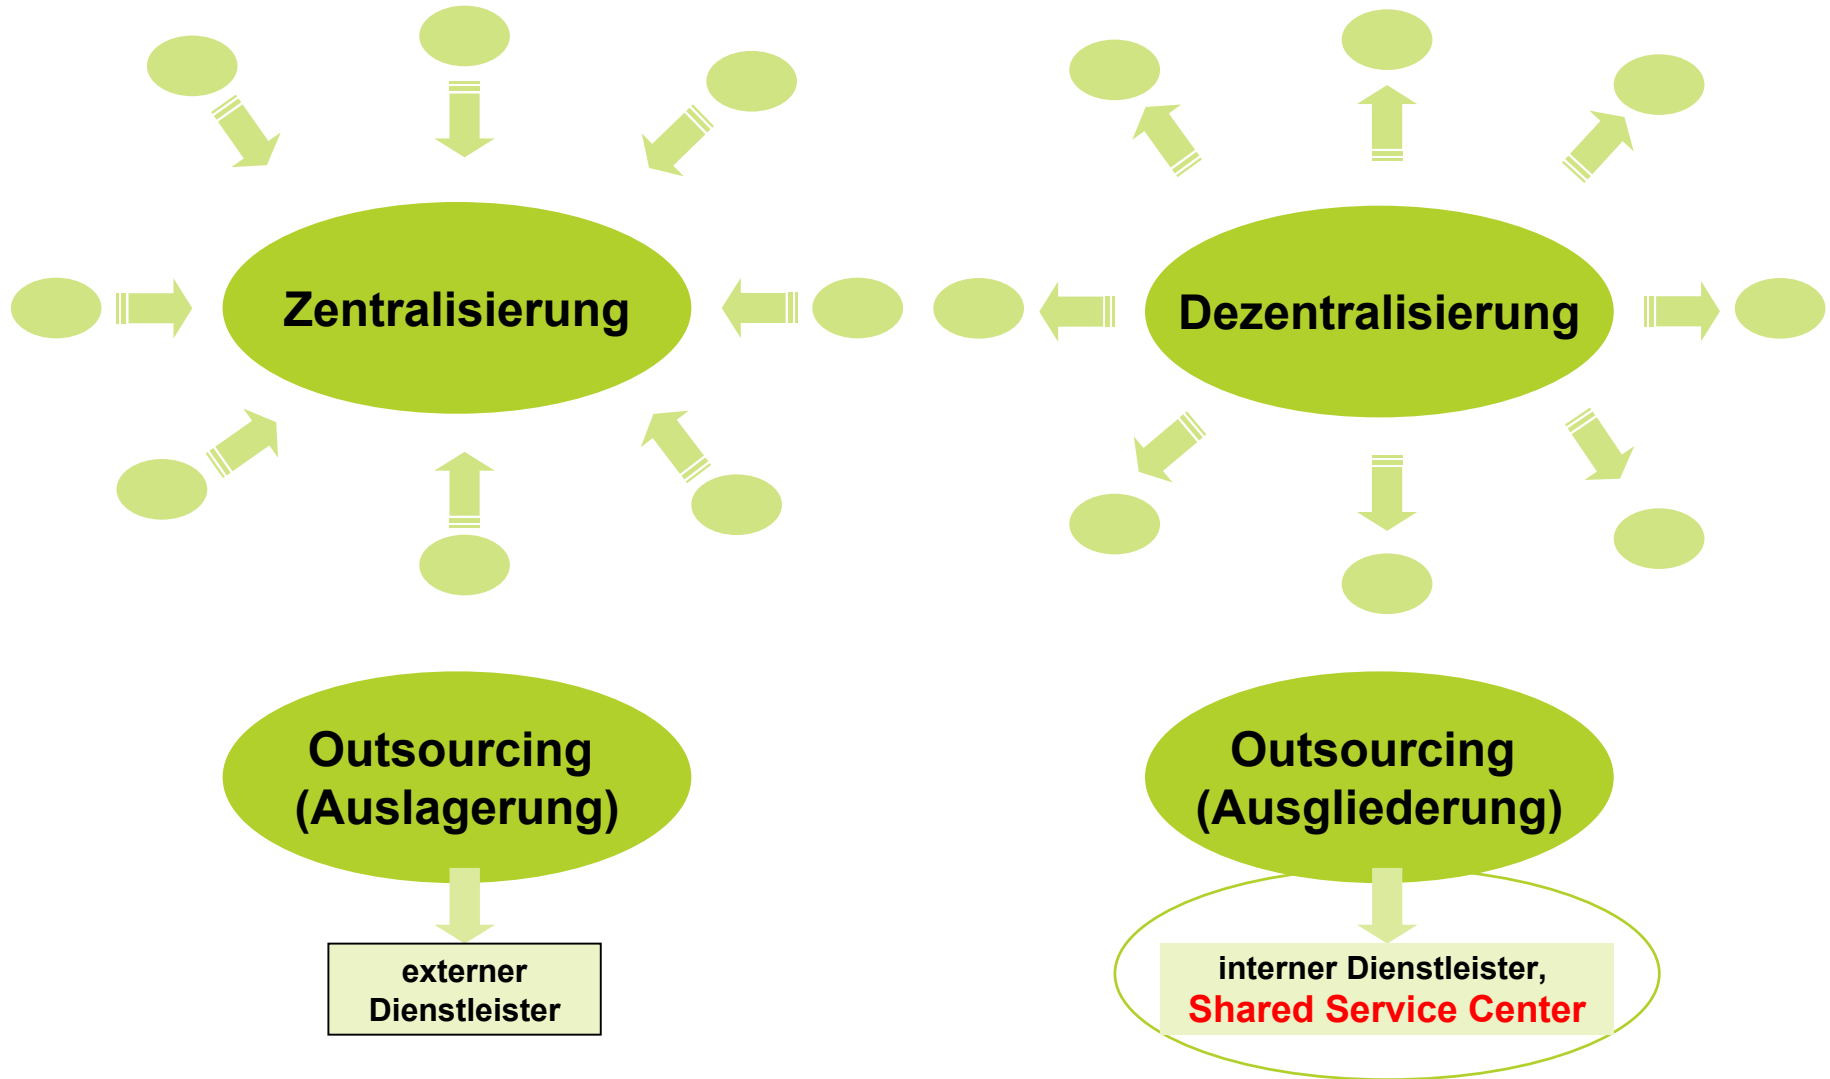 Zentralisierung
Dezentralisierung
Outsourcing
(Auslagerung)
Outsourcing
(Ausgliederung)
externer
Dienstleister
interner Dienstleister,
Shared Service Center